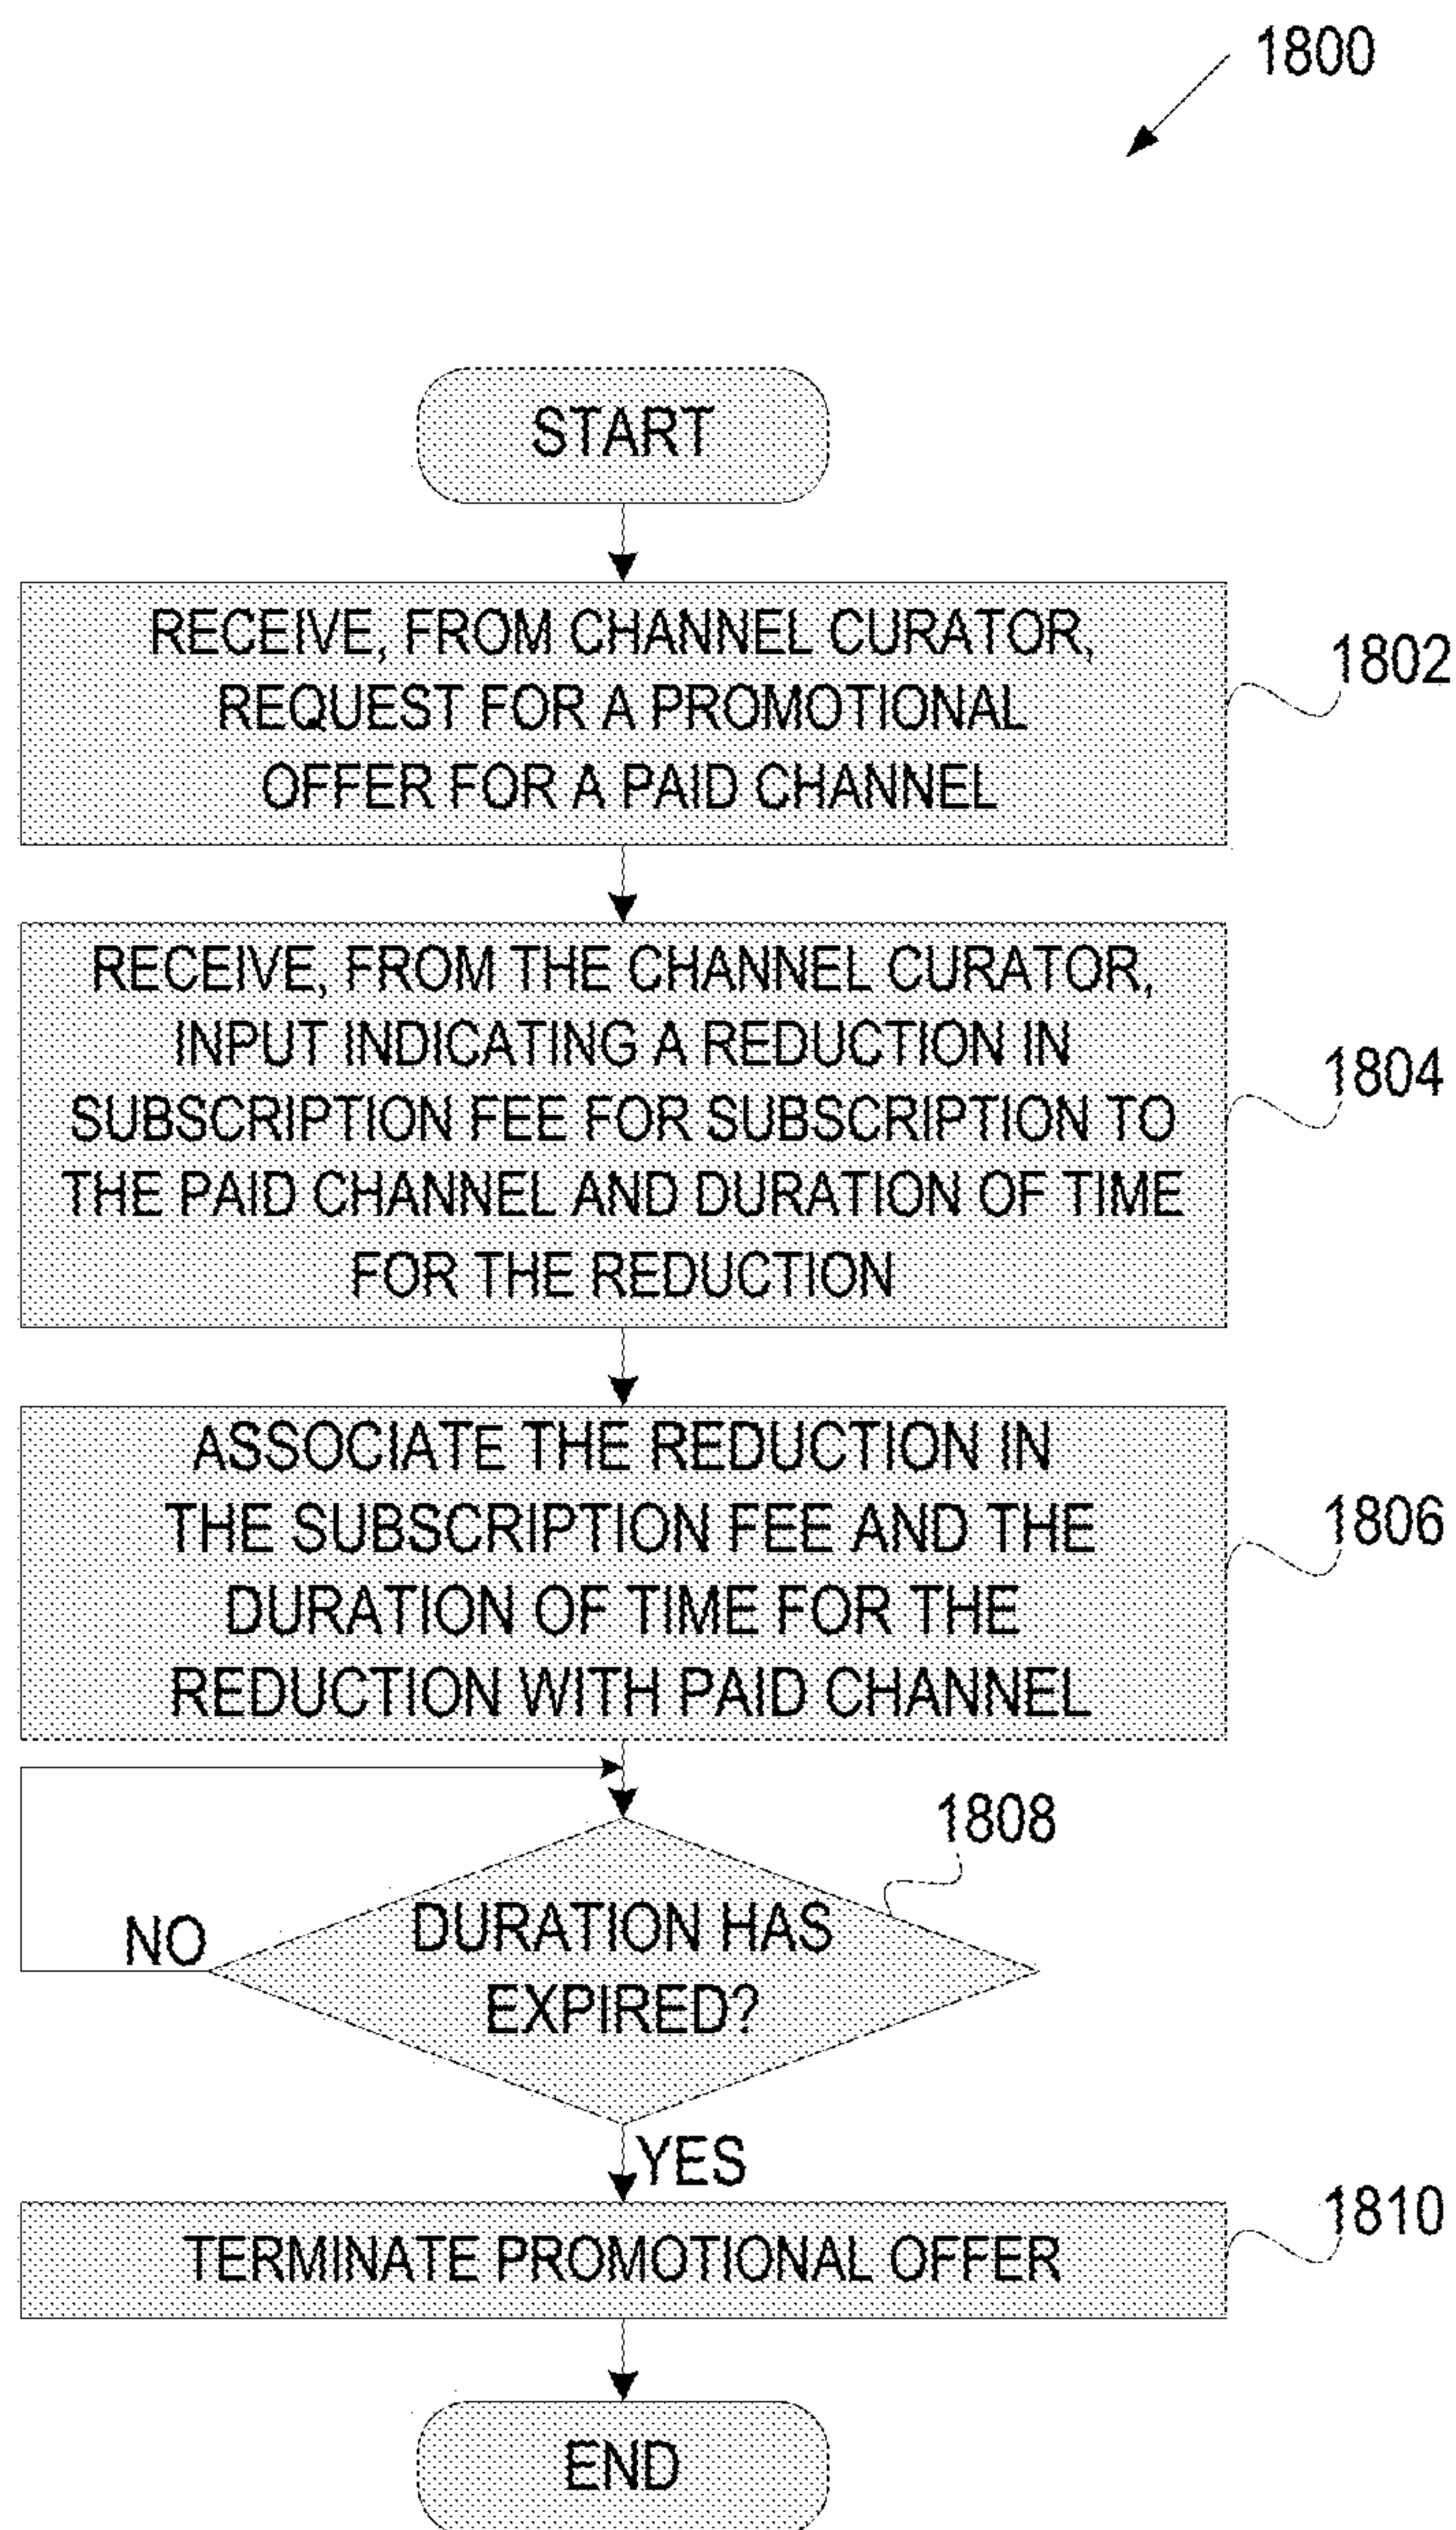 1800
START
RECEIVE, FROM CHANNEL CURATOR,
REQUEST FOR A PROMOTIONAL
OFFER FOR A PAID CHANNEL
1802
RECEIVE, FROM THE CHANNEL CURATOR,
INPUT INDICATING A REDUCTION IN
SUBSCRIPTION FEE FOR SUBSCRIPTION TO
THE PAID CHANNEL AND DURATION OF TIME
FOR THE REDUCTION
1804
ASSOCIATE THE REDUCTION IN
THE SUBSCRIPTION FEE AND THE
DURATION OF TIME FOR THE
REDUCTION WITH PAID CHANNEL
1806
1808
DURATION HAS
EXPIRED?
NO
YES
TERMINATE PROMOTIONAL OFFER
1810
END